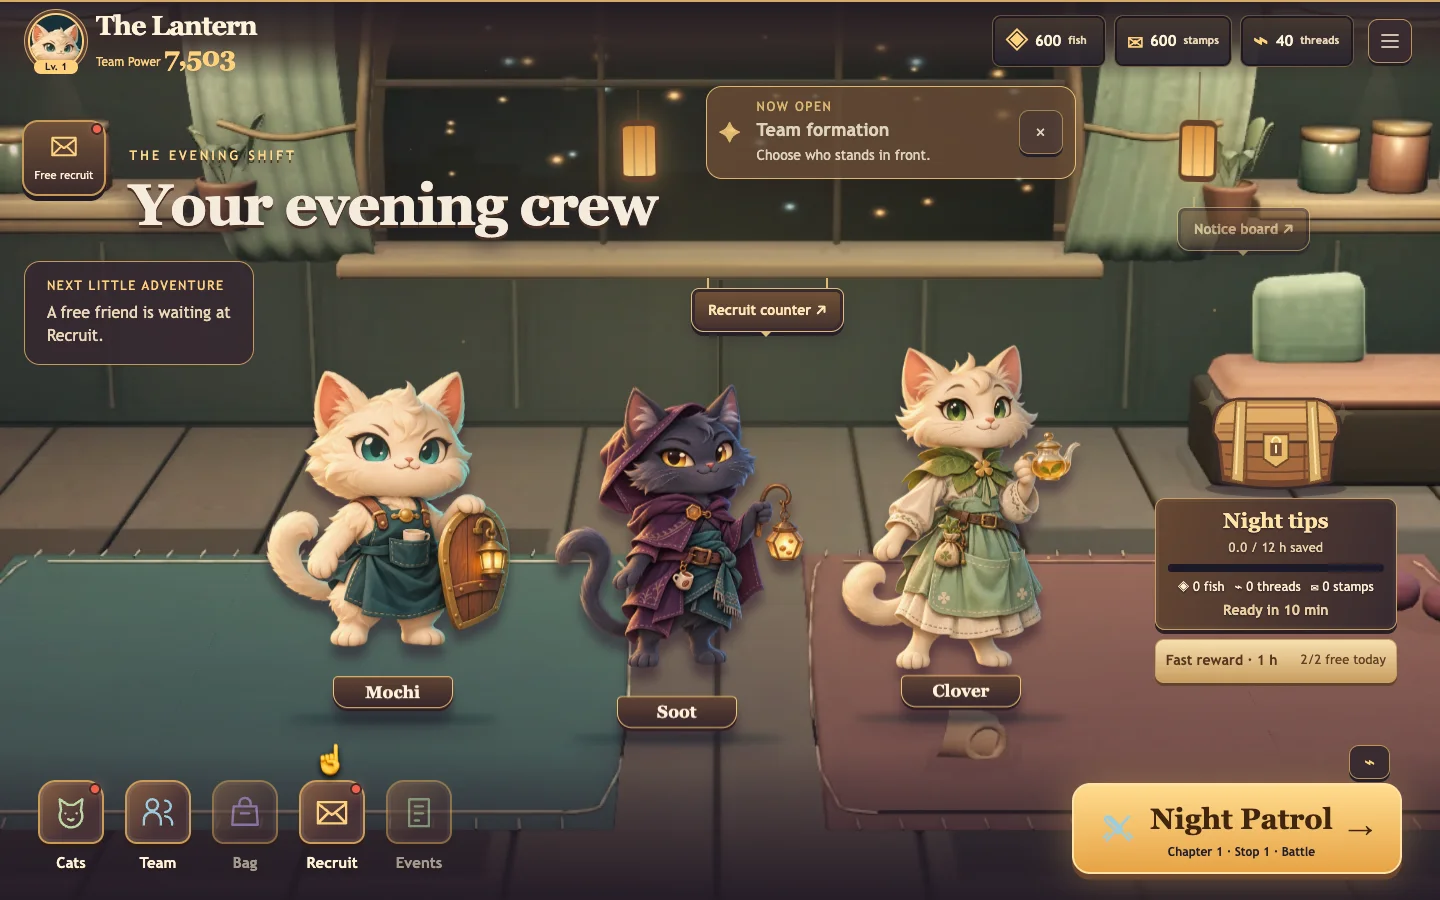 The Lantern
Team Power 7,503
Lv. 1
600 fish
600 stamps
40 threads
Free recruit
THE EVENING SHIFT
Your evening crew
NOW OPEN
Team formation
Choose who stands in front.
×
Notice board ↗
NEXT LITTLE ADVENTURE
A free friend is waiting at
Recruit.
Recruit counter ↗
Night tips
0.0 / 12 h saved
0 fish 0 threads 0 stamps
Ready in 10 min
Fast reward · 1 h 2/2 free today
Mochi
Soot
Clover
Cats
Team
Bag
Recruit
Events
Night Patrol →
Chapter 1 · Stop 1 · Battle